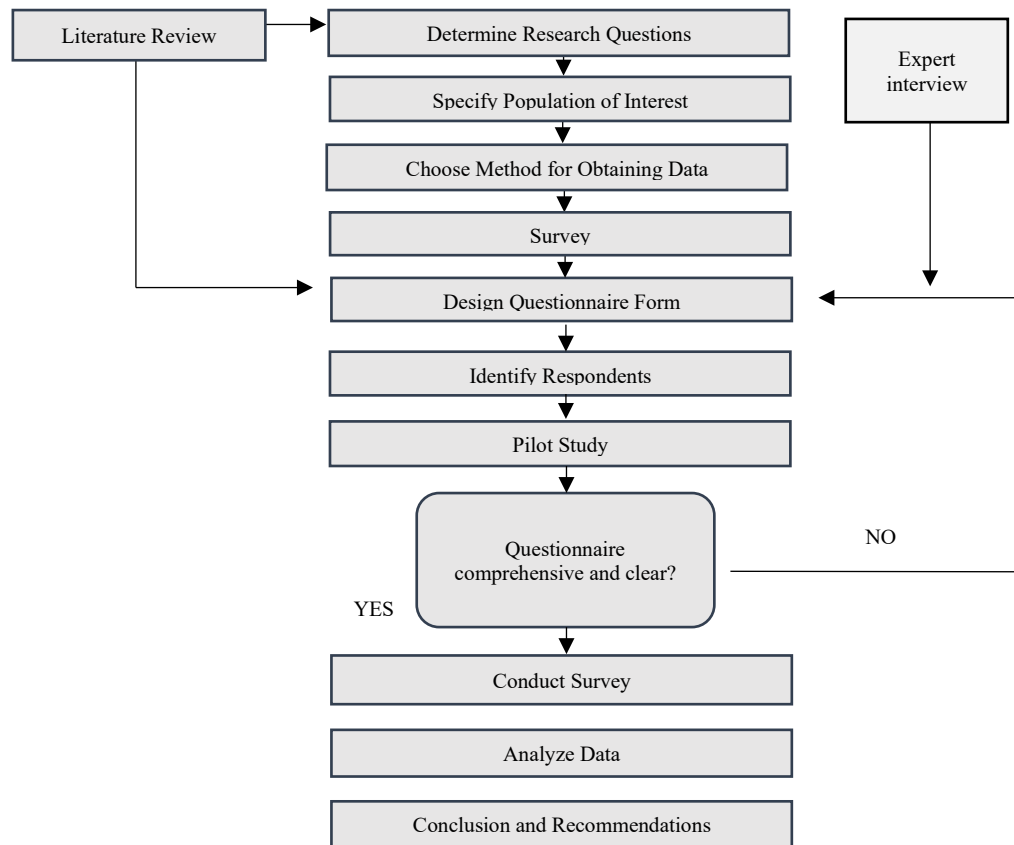 Literature Review
Determine Research Questions
Expert
interview
Specify Population of Interest
Choose Method for Obtaining Data
Survey
Design Questionnaire Form
Identify Respondents
Pilot Study
Questionnaire
comprehensive and clear?
NO
YES
Conduct Survey
Analyze Data
Conclusion and Recommendations